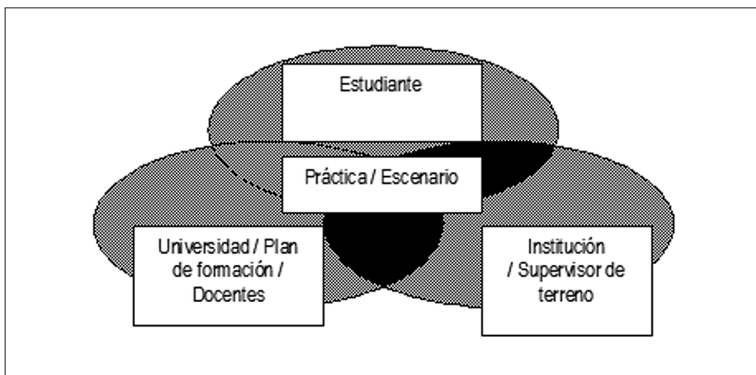 Estudiante
Práctica / Escenario
Universidad / Plan
de formación /
Docentes
Institución
/ Supervisor de
terreno